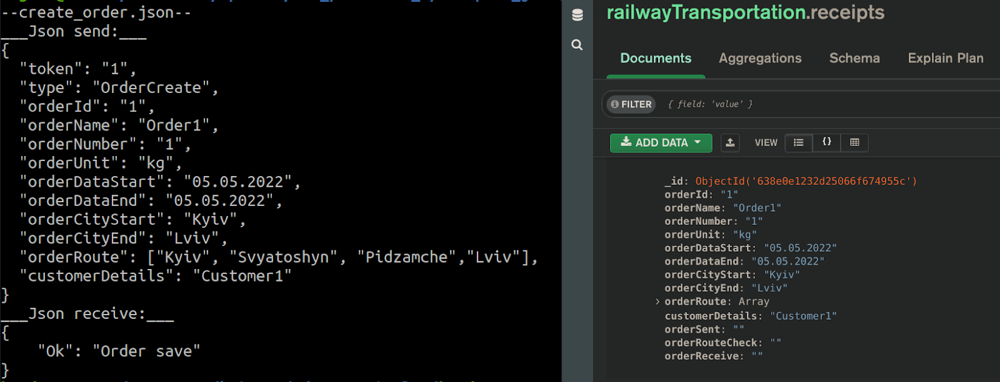 --create_order.json--
___Json send:___
{
"token": "1",
"type": "OrderCreate",
"orderId": "1",
"orderName": "Order1",
"orderNumber": "1",
"orderUnit": "kg",
"orderDataStart": "05.05.2022",
"orderDataEnd": "05.05.2022",
"orderCityStart": "Kyiv",
"orderCityEnd": "Lviv",
"orderRoute": ["Kyiv", "Svyatoshyn", "Pidzamche","Lviv"],
"customerDetails": "Customer1"
}
___Json receive:___
{
"Ok": "Order save"
}
railwayTransportation.receipts
Documents Aggregations Schema Explain Plan
FILTER { field: 'value' }
ADD DATA VIEW {}
_id: ObjectId('638e0e1232d25066f674955c')
orderId: "1"
orderName: "Order1"
orderNumber: "1"
orderUnit: "kg"
orderDataStart: "05.05.2022"
orderDataEnd: "05.05.2022"
orderCityStart: "Kyiv"
orderCityEnd: "Lviv"
> orderRoute: Array
customerDetails: "Customer1"
orderSent: ""
orderRouteCheck: ""
orderReceive: ""